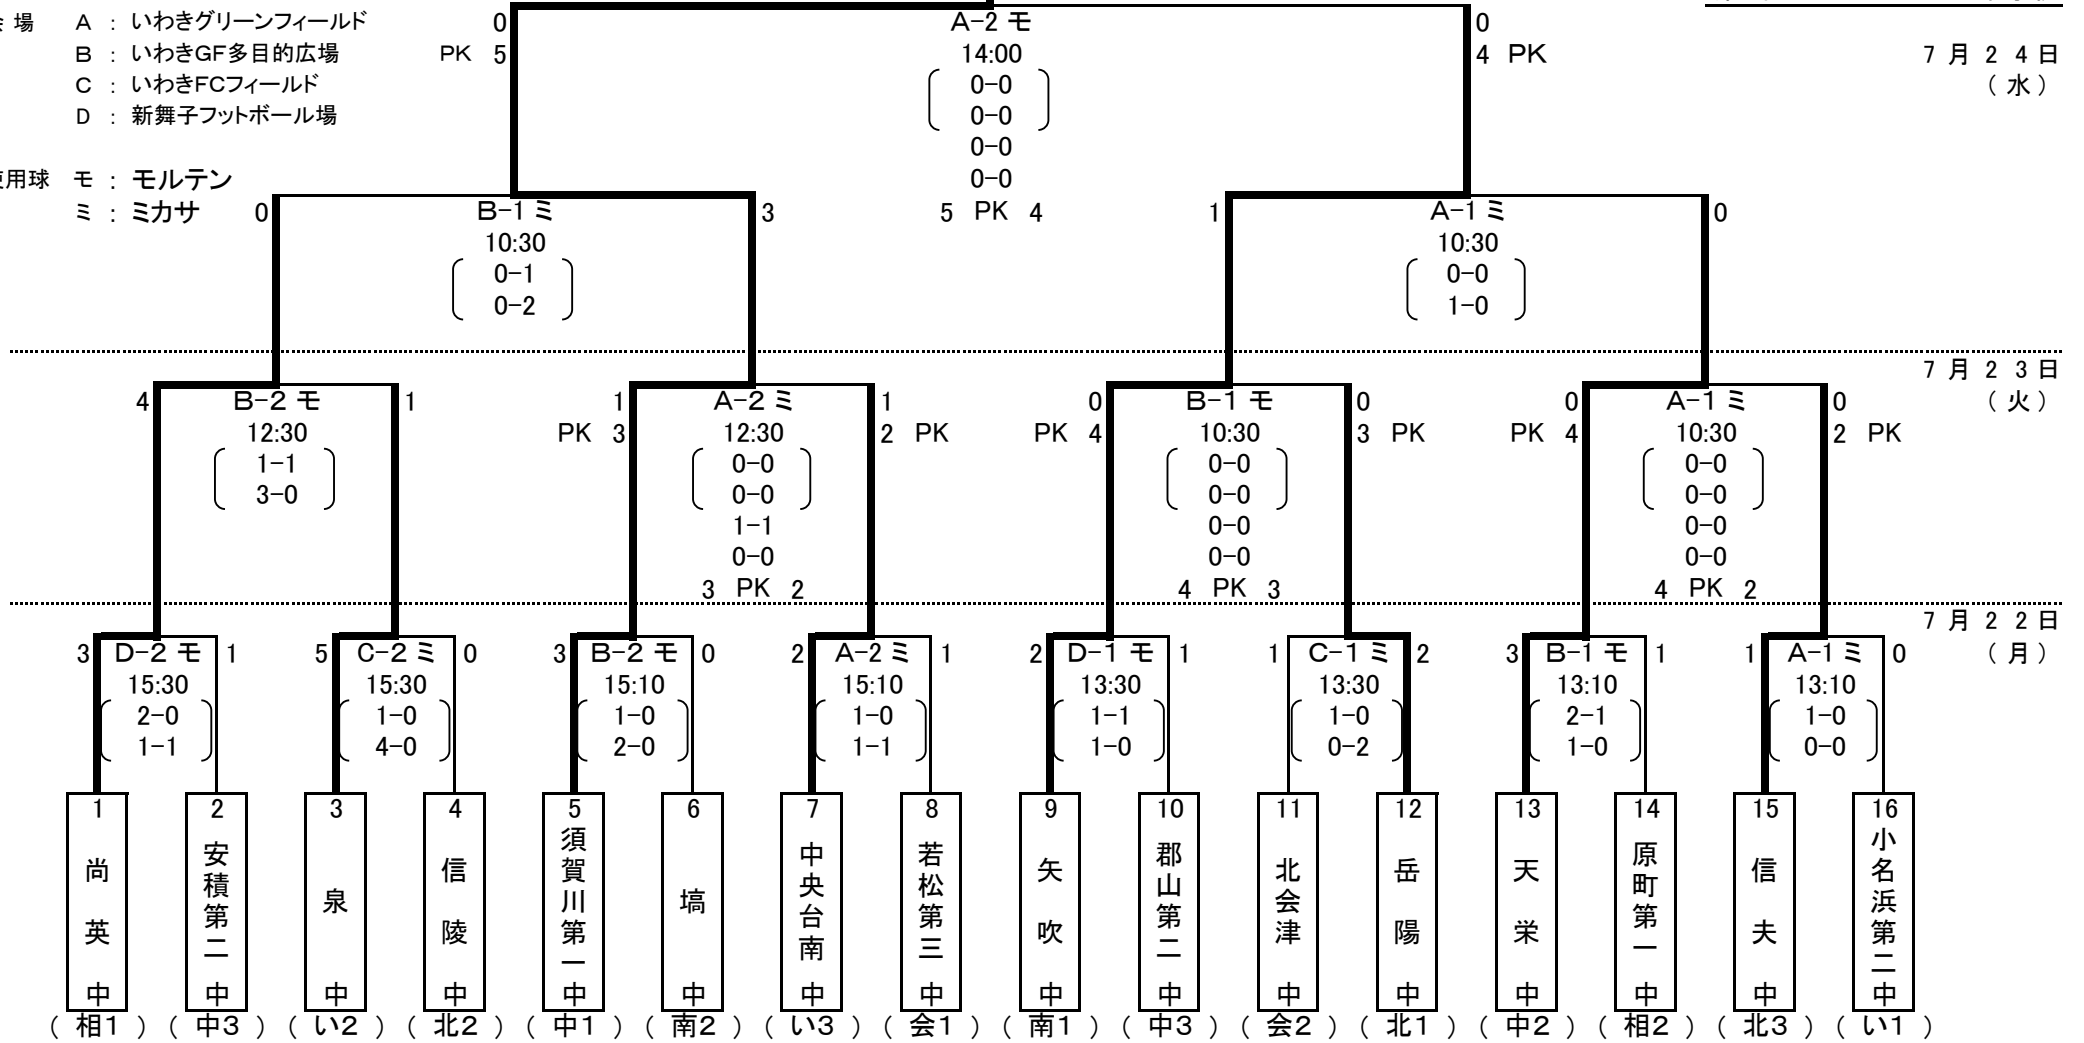 場 A : いわきグリーンフィールド
B : いわきGF多目的広場
C : いわきFCフィールド
D : 新舞子フットボール場
用球 モ : モルテン
ミ : ミカサ
0 A-2 モ 0
PK 5 14:00 4 PK
0-0
0-0
0-0
0-0
5 PK 4
7月24日
(水)
0 B-1 ミ 3
10:30
0-1
0-2
1 A-1 ミ 0
10:30
0-0
1-0
7月23日
(火)
4 B-2 モ 1
12:30
1-1
3-0
1 A-2 ミ 1
PK 3 12:30 2 PK
0-0
0-0
1-1
0-0
3 PK 2
0 B-1 モ 0
PK 4 10:30 3 PK
0-0
0-0
0-0
0-0
4 PK 3
0 A-1 ミ 0
PK 4 10:30 2 PK
0-0
0-0
0-0
0-0
4 PK 2
7月22日
(月)
3 D-2 モ 1
15:30
2-0
1-1
5 C-2 ミ 0
15:30
1-0
4-0
3 B-2 モ 0
15:10
1-0
2-0
2 A-2 ミ 1
15:10
1-0
1-1
2 D-1 モ 1
13:30
1-1
1-0
1 C-1 ミ 2
13:30
1-0
0-2
3 B-1 モ 1
13:10
2-1
1-0
1 A-1 ミ 0
13:10
1-0
0-0
1 尚英中 (相1)
2 安積第二中 (中3)
3 泉中 (い2)
4 信陵中 (北2)
5 須賀川第一中 (中1)
6 塙中 (南2)
7 中央台南中 (い3)
8 若松第三中 (会1)
9 矢吹中 (南1)
10 郡山第二中 (中3)
11 北会津中 (会2)
12 岳陽中 (北1)
13 天栄中 (中2)
14 原町第一中 (相2)
15 信夫中 (北3)
16 小名浜第二中 (い1)